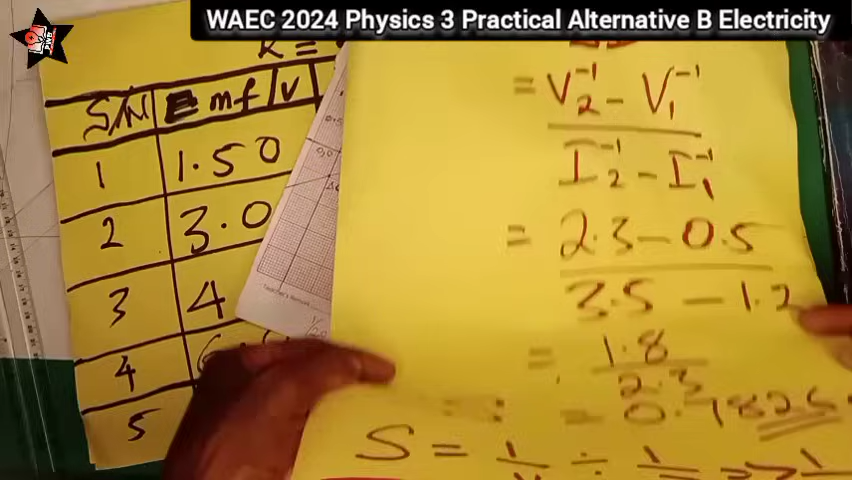 WAEC 2024 Physics 3 Practical Alternative B Electricity
S/N Emf V
1 1.50
2 3.0
3 4
4
5
= V₂⁻¹ - V₁⁻¹
I₂⁻¹ - I₁⁻¹
= 2.3 - 0.5
3.5 - 1.2
= 1.8
2.3
S =